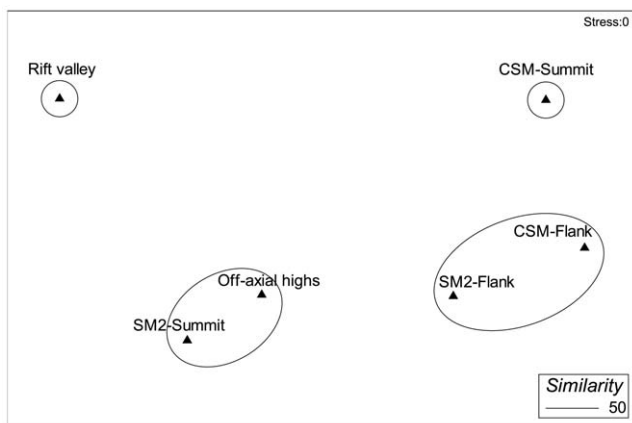 Stress:0
Rift valley
CSM-Summit
CSM-Flank
Off-axial highs
SM2-Flank
SM2-Summit
Similarity
50